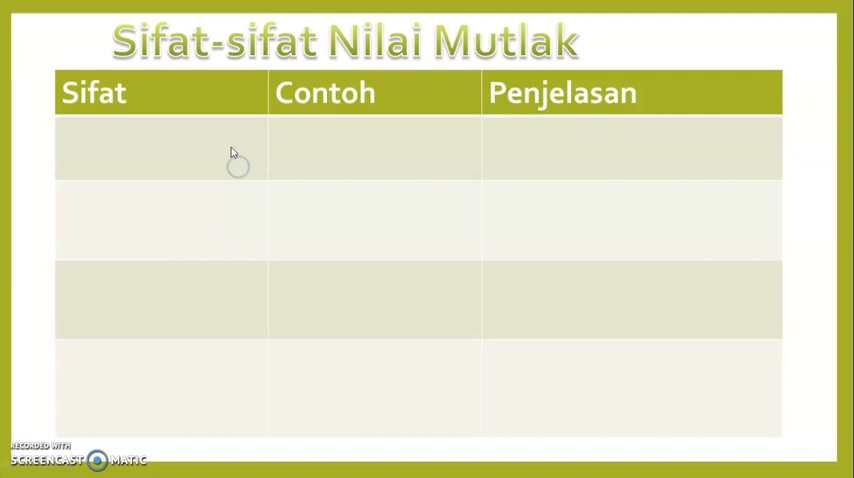 Sifat-sifat Nilai Mutlak
Sifat Contoh Penjelasan
RECORDED WITH
SCREENCAST MATIC